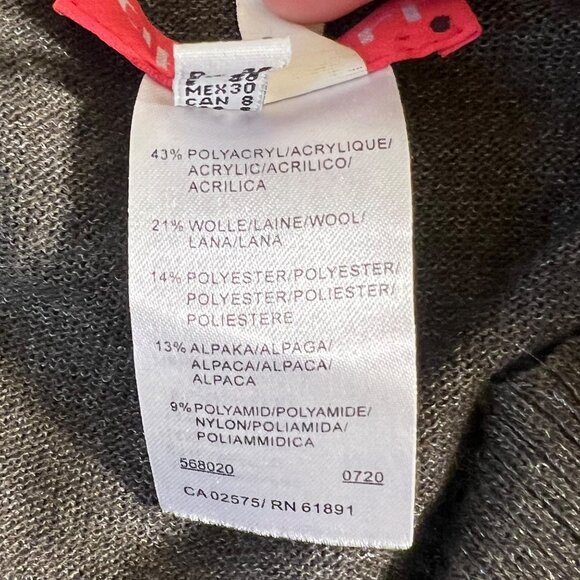 MEX30
CAN 8
43% POLYACRYL/ACRYLIQUE/
ACRYLIC/ACRILICO/
ACRILICA
21% WOLLE/LAINE/WOOL/
LANA/LANA
14% POLYESTER/POLYESTER/
POLYESTER/POLIESTER/
POLIESTERE
13% ALPAKA/ALPAGA/
ALPACA/ALPACA/
ALPACA
9% POLYAMID/POLYAMIDE/
NYLON/POLIAMIDA/
POLIAMMIDICA
568020 0720
CA 02575/ RN 61891